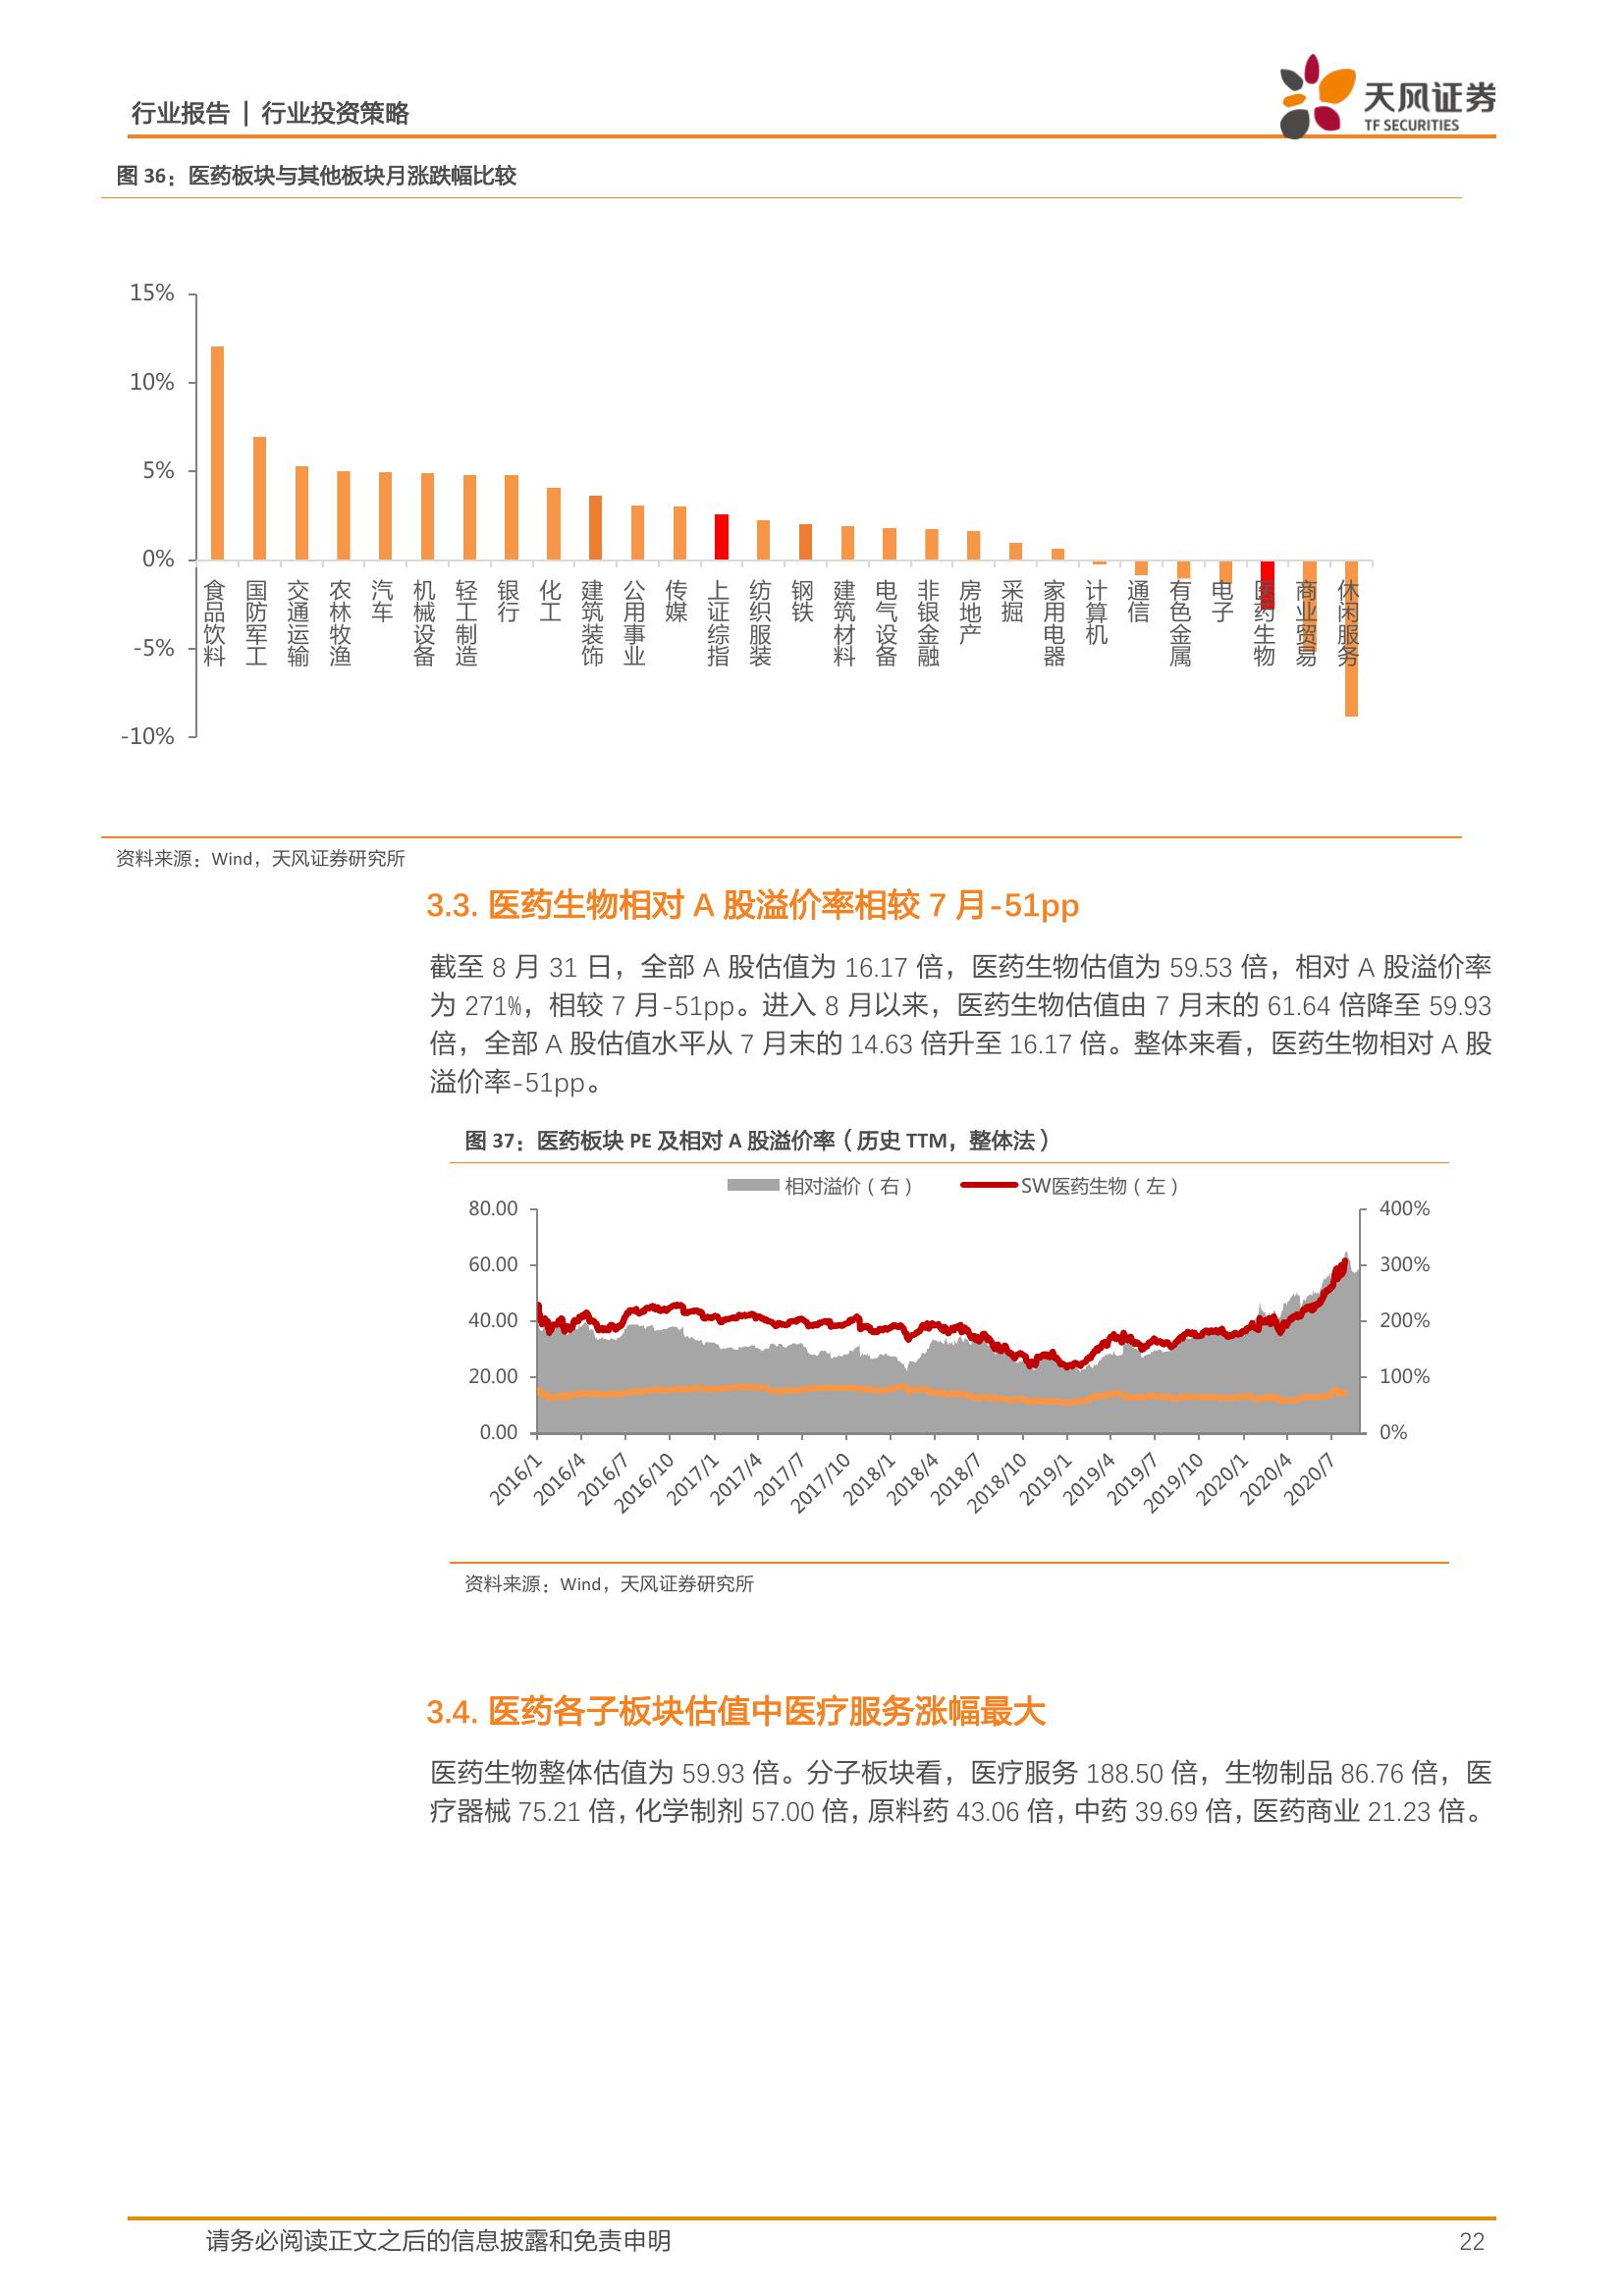 行业报告 | 行业投资策略
天风证券
TF SECURITIES
图 36：医药板块与其他板块月涨跌幅比较
15%
10%
5%
0%
-5%
-10%
食品饮料
国防军工
交通运输
农林牧渔
汽车
机械设备
轻工制造
银行
化工
建筑装饰
公用事业
传媒
上证综指
纺织服装
钢铁
建筑材料
电气设备
非银金融
房地产
采掘
家用电器
计算机
通信
有色金属
电子
医药生物
商业贸易
休闲服务
资料来源：Wind，天风证券研究所
3.3. 医药生物相对 A 股溢价率相较 7 月-51pp
截至 8 月 31 日，全部 A 股估值为 16.17 倍，医药生物估值为 59.53 倍，相对 A 股溢价率
为 271%，相较 7 月-51pp。进入 8 月以来，医药生物估值由 7 月末的 61.64 倍降至 59.93
倍，全部 A 股估值水平从 7 月末的 14.63 倍升至 16.17 倍。整体来看，医药生物相对 A 股
溢价率-51pp。
图 37：医药板块 PE 及相对 A 股溢价率（历史 TTM，整体法）
相对溢价（右） SW医药生物（左）
80.00
60.00
40.00
20.00
0.00
400%
300%
200%
100%
0%
2016/1
2016/4
2016/7
2016/10
2017/1
2017/4
2017/7
2017/10
2018/1
2018/4
2018/7
2018/10
2019/1
2019/4
2019/7
2019/10
2020/1
2020/4
2020/7
资料来源：Wind，天风证券研究所
3.4. 医药各子板块估值中医疗服务涨幅最大
医药生物整体估值为 59.93 倍。分子板块看，医疗服务 188.50 倍，生物制品 86.76 倍，医
疗器械 75.21 倍，化学制剂 57.00 倍，原料药 43.06 倍，中药 39.69 倍，医药商业 21.23 倍。
请务必阅读正文之后的信息披露和免责申明
22